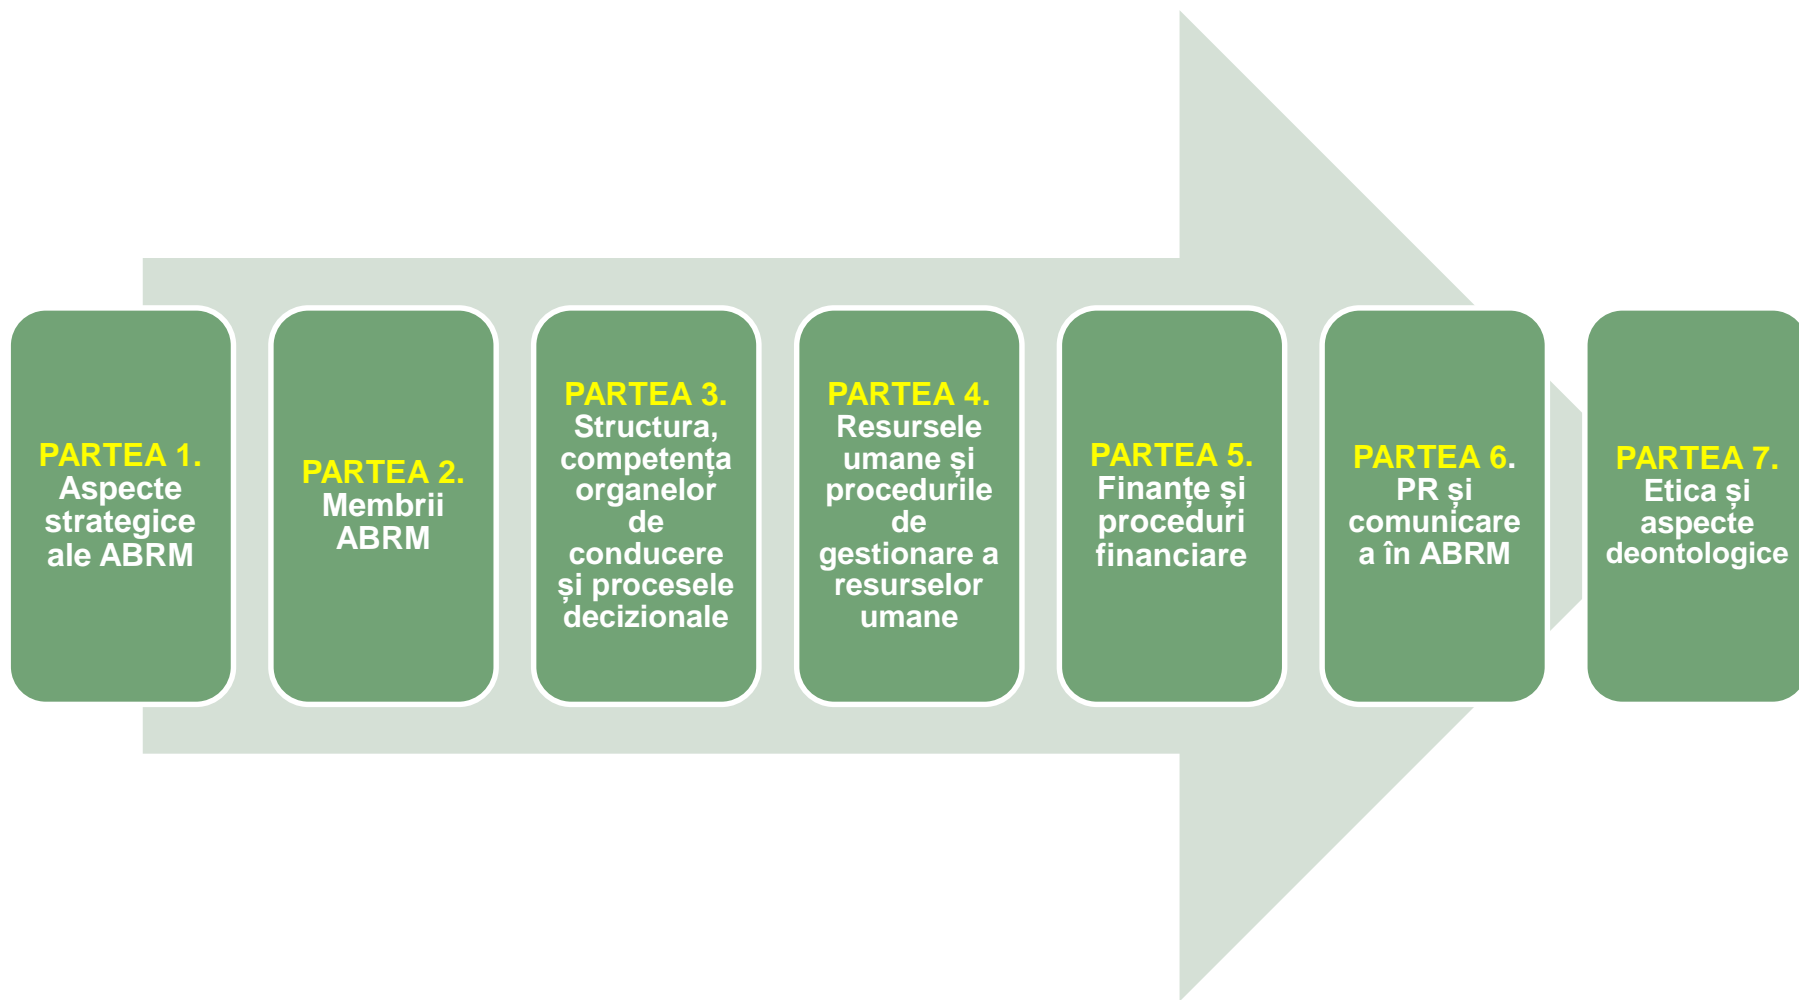 PARTEA 1.
Aspecte
strategice
ale ABRM
PARTEA 2.
Membrii
ABRM
PARTEA 3.
Structura,
competența
organelor
de
conducere
și procesele
decizionale
PARTEA 4.
Resursele
umane și
procedurile
de
gestionare a
resurselor
umane
PARTEA 5.
Finanțe și
proceduri
financiare
PARTEA 6.
PR și
comunicare
a în ABRM
PARTEA 7.
Etica și
aspecte
deontologice